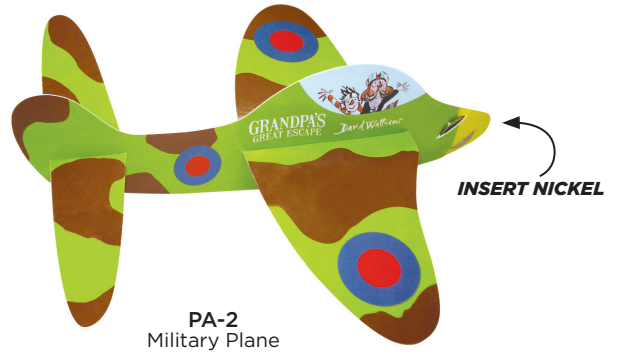 GRANDPA'S
GREAT ESCAPE
David Walliams
INSERT NICKEL
PA-2
Military Plane